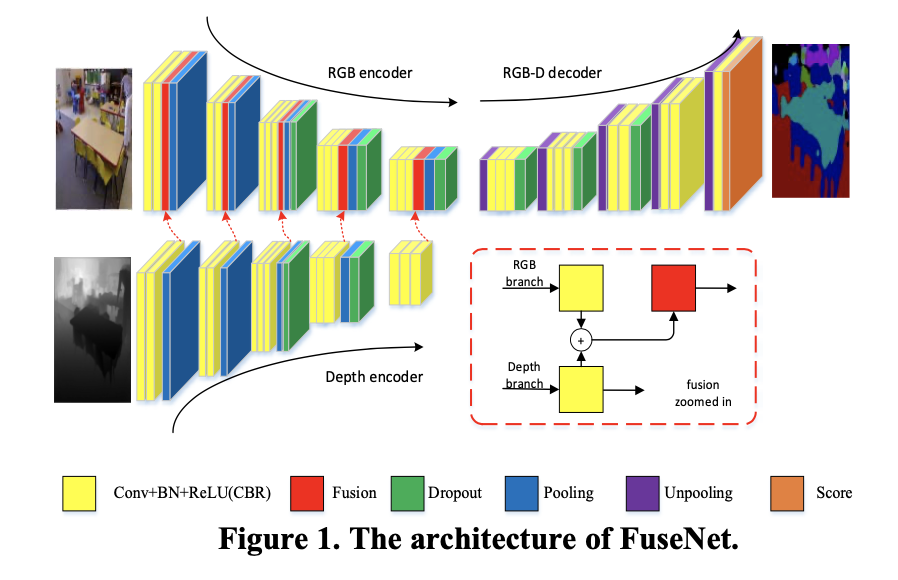 RGB encoder
RGB-D decoder
RGB
branch
+
Depth
branch
fusion
zoomed in
Depth encoder
Conv+BN+ReLU(CBR)
Fusion
Dropout
Pooling
Unpooling
Score
Figure 1. The architecture of FuseNet.